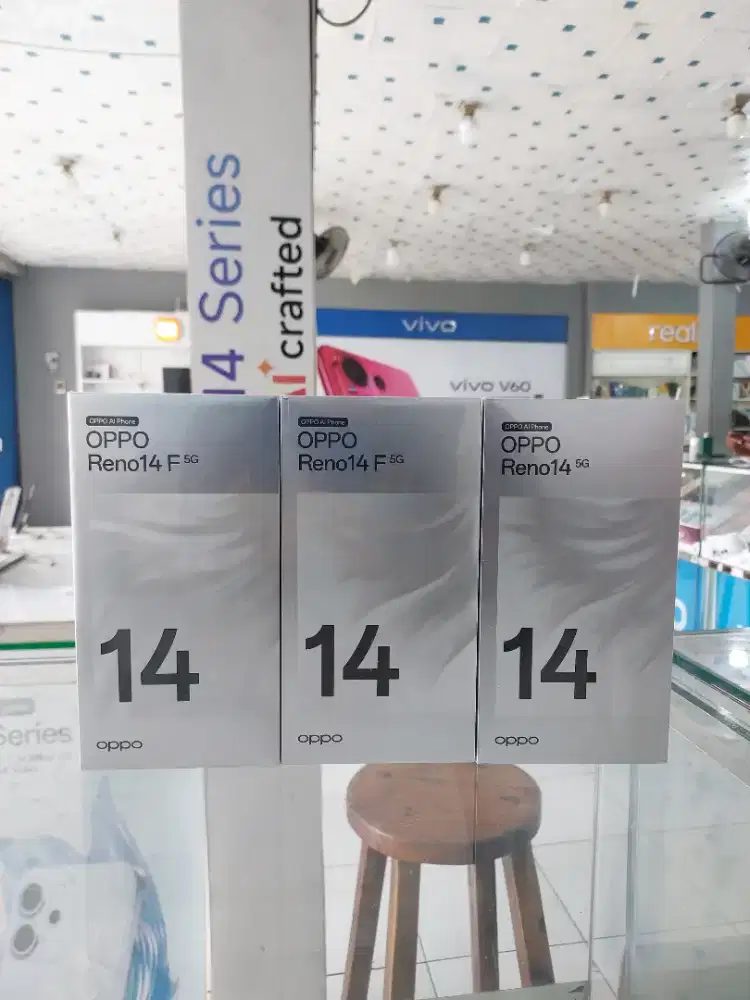 14 Series
AI crafted
vivo
vivo V60
real
OPPO AI Phone
OPPO
Reno14 F 5G
14
oppo
OPPO AI Phone
OPPO
Reno14 F 5G
14
oppo
OPPO AI Phone
OPPO
Reno14 5G
14
oppo
Series